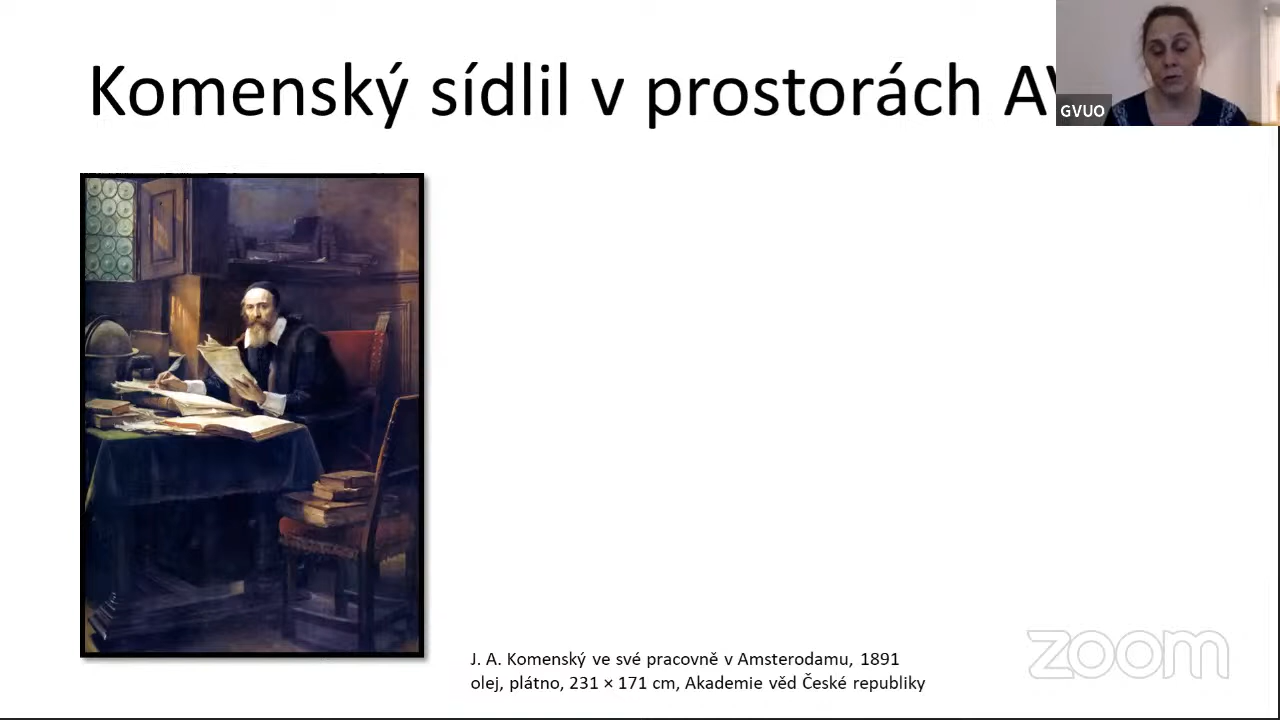 Komenský sídlil v prostorách
GVUO
J. A. Komenský ve své pracovně v Amsterodamu, 1891
olej, plátno, 231 × 171 cm, Akademie věd České republiky
zoom